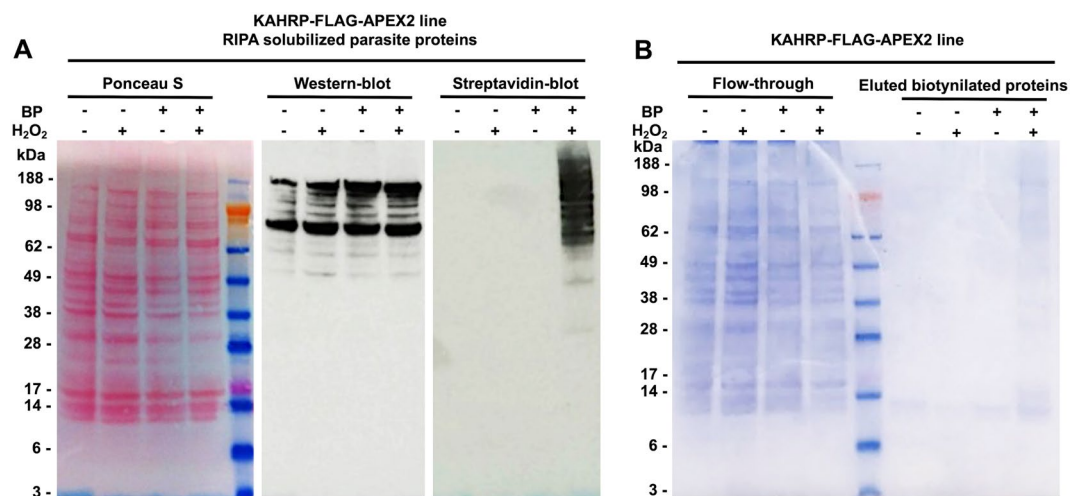 A
KAHRP-FLAG-APEX2 line
RIPA solubilized parasite proteins
Ponceau S
Western-blot
Streptavidin-blot
BP - - + + - - + + - - + +
H₂O₂ - + - + - + - + - + - +
kDa
188 -
98 -
62 -
49 -
38 -
28 -
17 -
14 -
6 -
3 -
B
KAHRP-FLAG-APEX2 line
Flow-through
Eluted biotynilated proteins
BP - - + + - - + +
H₂O₂ - + - + - + - +
kDa
188 -
98 -
62 -
49 -
38 -
28 -
17 -
14 -
6 -
3 -